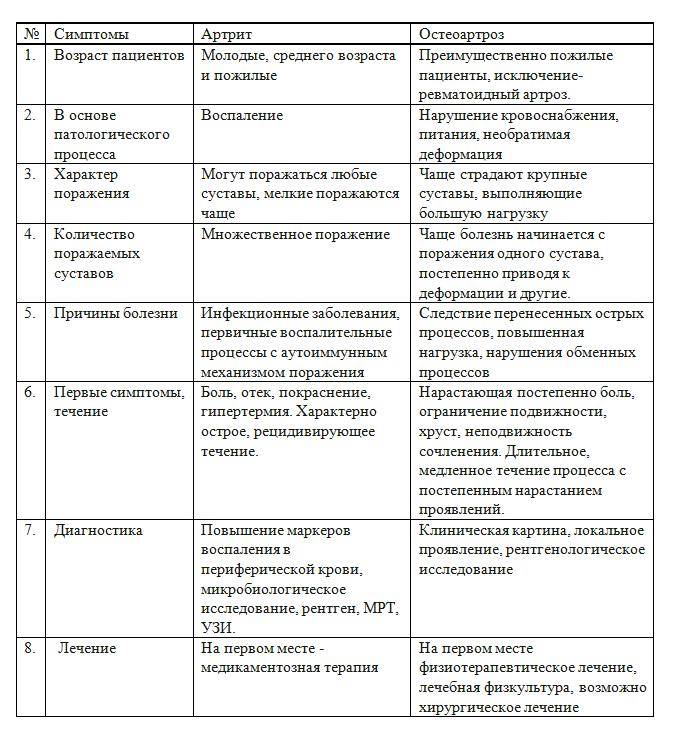 № Симптомы Артрит Остеоартроз
1. Возраст пациентов Молодые, среднего возраста Преимущественно пожилые
и пожилые пациенты, исключение-
ревматоидный артроз.
2. В основе Воспаление Нарушение кровоснабжения,
патологического питания, необратимая
процесса деформация
3. Характер Могут поражаться любые Чаще страдают крупные
поражения суставы, мелкие поражаются суставы, выполняющие
чаще большую нагрузку
4. Количество Множественное поражение Чаще болезнь начинается с
поражаемых поражения одного сустава,
суставов постепенно приводя к
деформации и другие.
5. Причины болезни Инфекционные заболевания, Следствие перенесенных острых
первичные воспалительные процессов, повышенная
процессы с аутоиммунным нагрузка, нарушения обменных
механизмом поражения процессов
6. Первые симптомы, Боль, отек, покраснение, Нарастающая постепенно боль,
течение гипертермия. Характерно ограничение подвижности,
острое, рецидивирующее хруст, неподвижность
течение. сочленения. Длительное,
медленное течение процесса с
постепенным нарастанием
проявлений.
7. Диагностика Повышение маркеров Клиническая картина, локальное
воспаления в проявление, рентгенологическое
периферической крови, исследование
микробиологическое
исследование, рентген, МРТ,
УЗИ.
8. Лечение На первом месте - На первом месте
медикаментозная терапия физиотерапевтическое лечение,
лечебная физкультура, возможно
хирургическое лечение